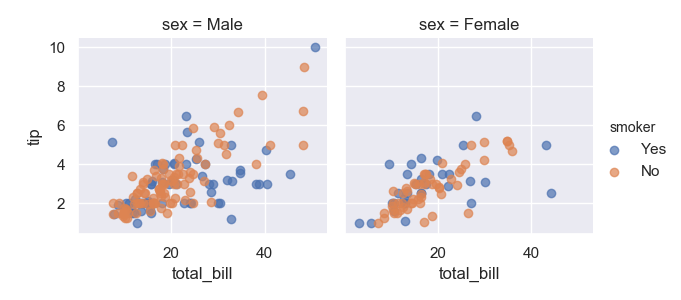 sex = Male
sex = Female
10
8
6
4
2
tip
20
40
total_bill
20
40
total_bill
smoker
Yes
No